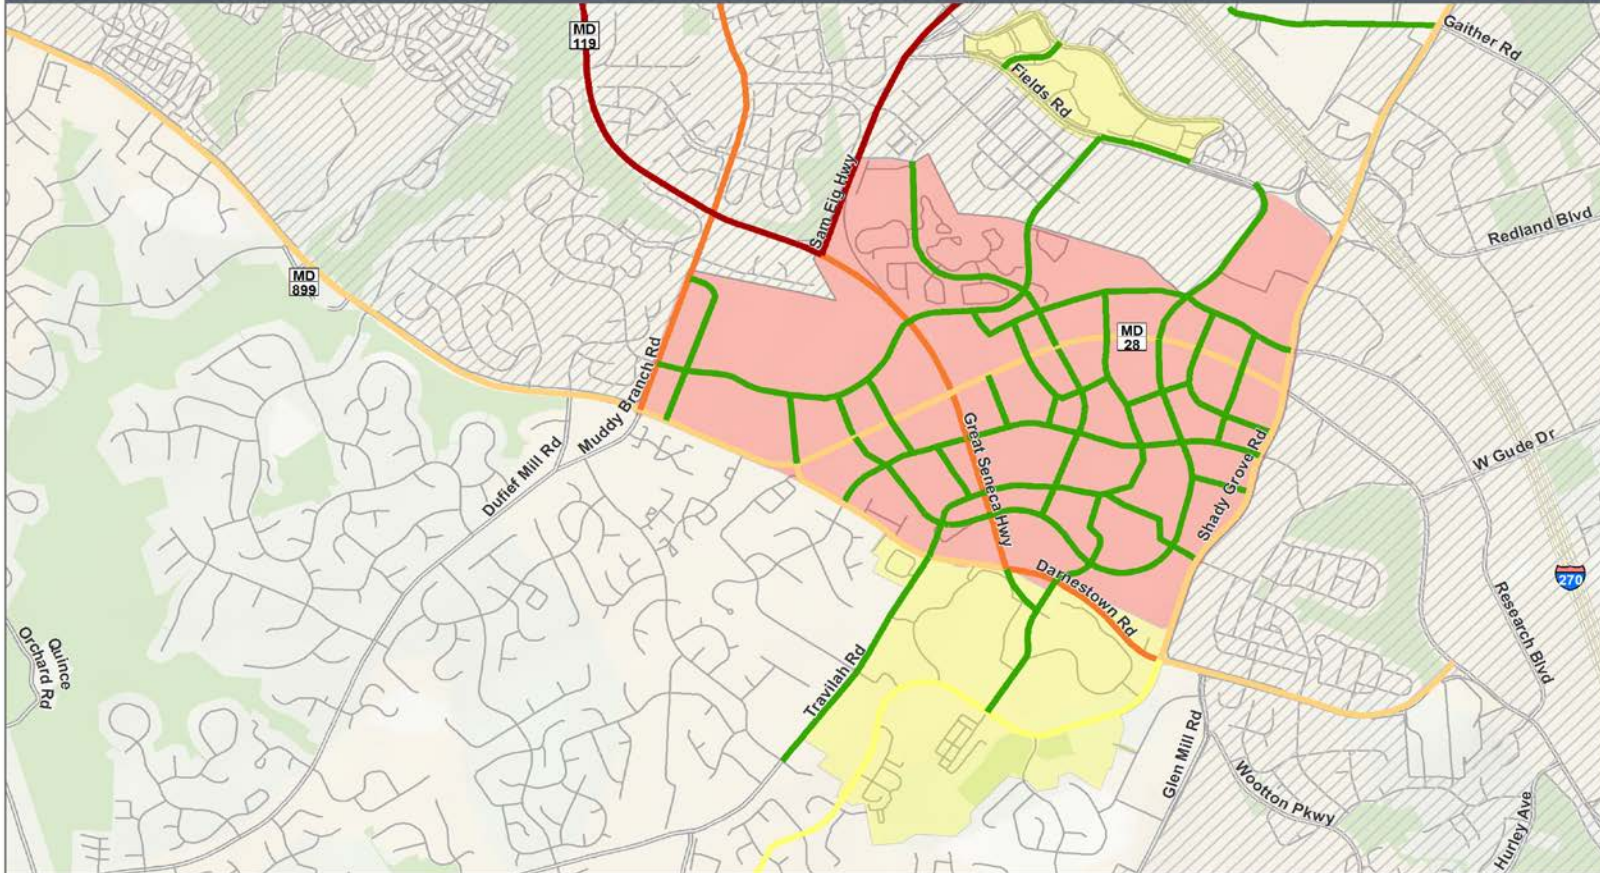 MD
119
Gaither Rd
Fields Rd
Sam Eig Hwy
Redland Blvd
MD
899
MD
28
Muddy Branch Rd
Dufief Mill Rd
Great Seneca Hwy
Shady Grove Rd
W Gude Dr
Darnestown Rd
270
Research Blvd
Quince
Orchard Rd
Travilah Rd
Glen Mill Rd
Wootton Pkwy
Hurley Ave